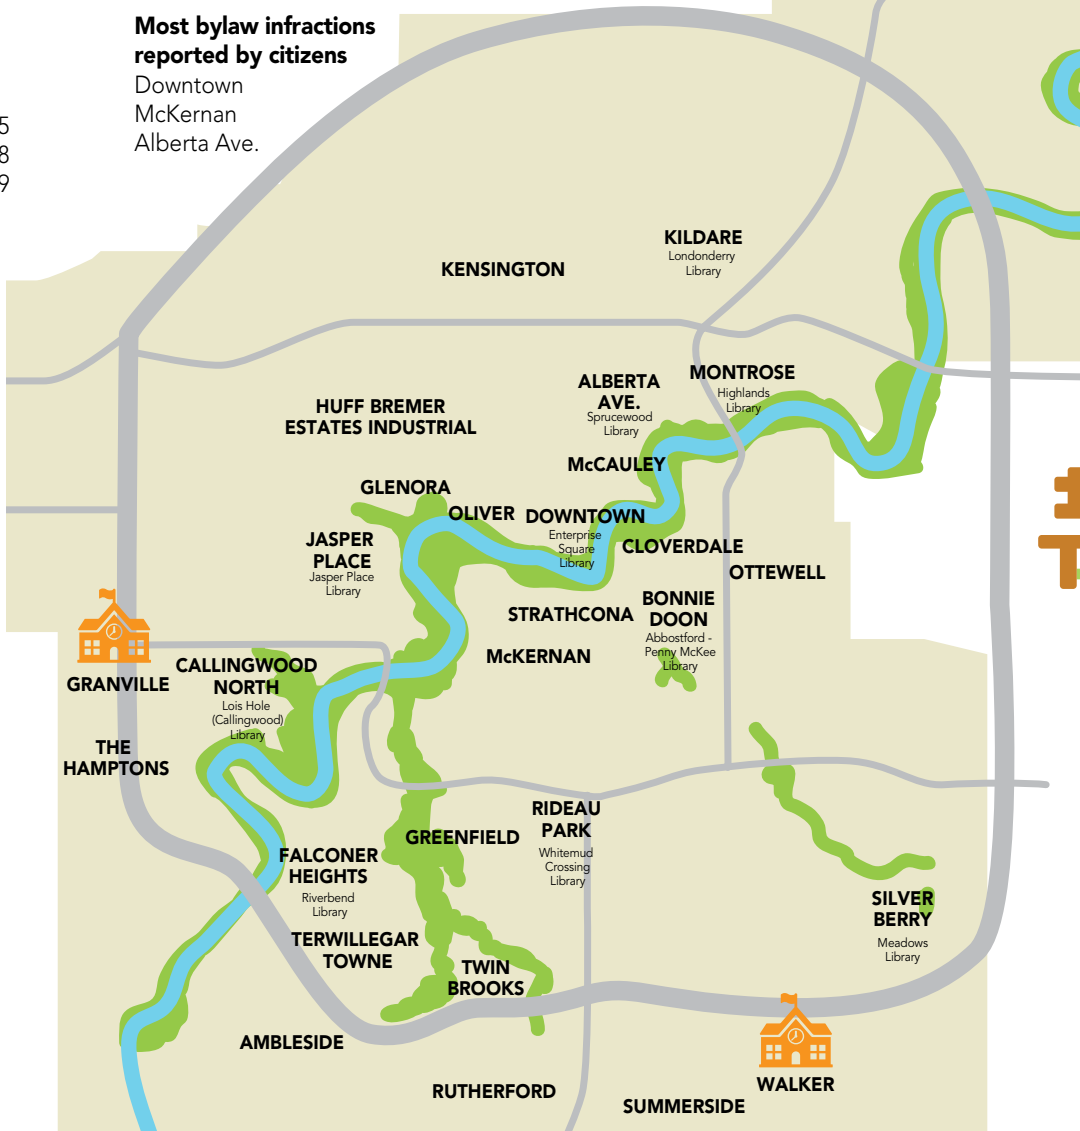 Most bylaw infractions
reported by citizens
Downtown
McKernan
Alberta Ave.
5
8
9
KILDARE
Londonderry
Library
KENSINGTON
MONTROSE
Highlands
Library
ALBERTA
AVE.
Sprucewood
Library
HUFF BREMER
ESTATES INDUSTRIAL
McCAULEY
GLENORA
OLIVER
DOWNTOWN
Enterprise
Square
Library
JASPER
PLACE
Jasper Place
Library
CLOVERDALE
OTTEWELL
BONNIE
DOON
Abbostford -
Penny McKee
Library
STRATHCONA
McKERNAN
CALLINGWOOD
NORTH
Lois Hole
(Callingwood)
Library
GRANVILLE
THE
HAMPTONS
RIDEAU
PARK
Whitemud
Crossing
Library
GREENFIELD
FALCONER
HEIGHTS
Riverbend
Library
SILVER
BERRY
Meadows
Library
TERWILLEGAR
TOWNE
TWIN
BROOKS
AMBLESIDE
RUTHERFORD
WALKER
SUMMERSIDE